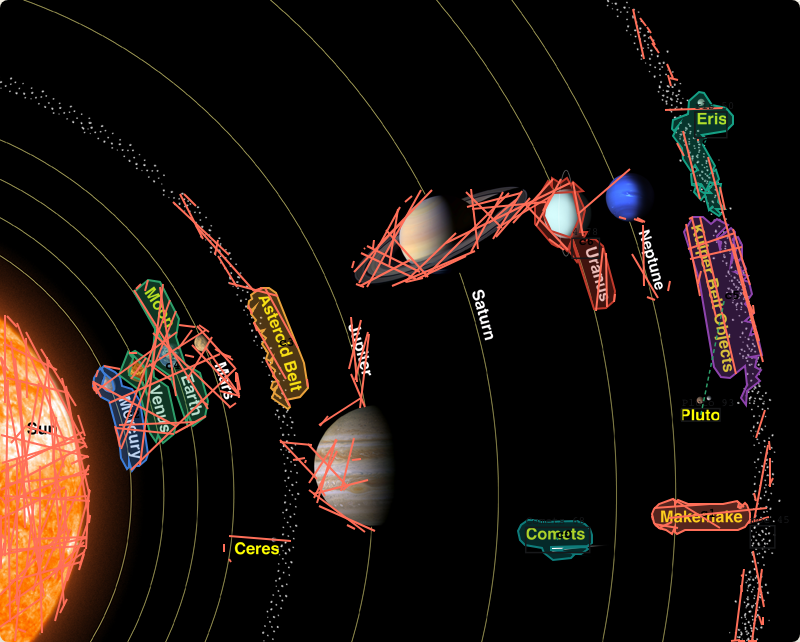 Eris
Kuiper Belt Objects
Neptune
Uranus
Saturn
Jupiter
Asteroid Belt
Moon
Mars
Earth
Venus
Mercury
Sun
Pluto
Makemake
Comets
Ceres